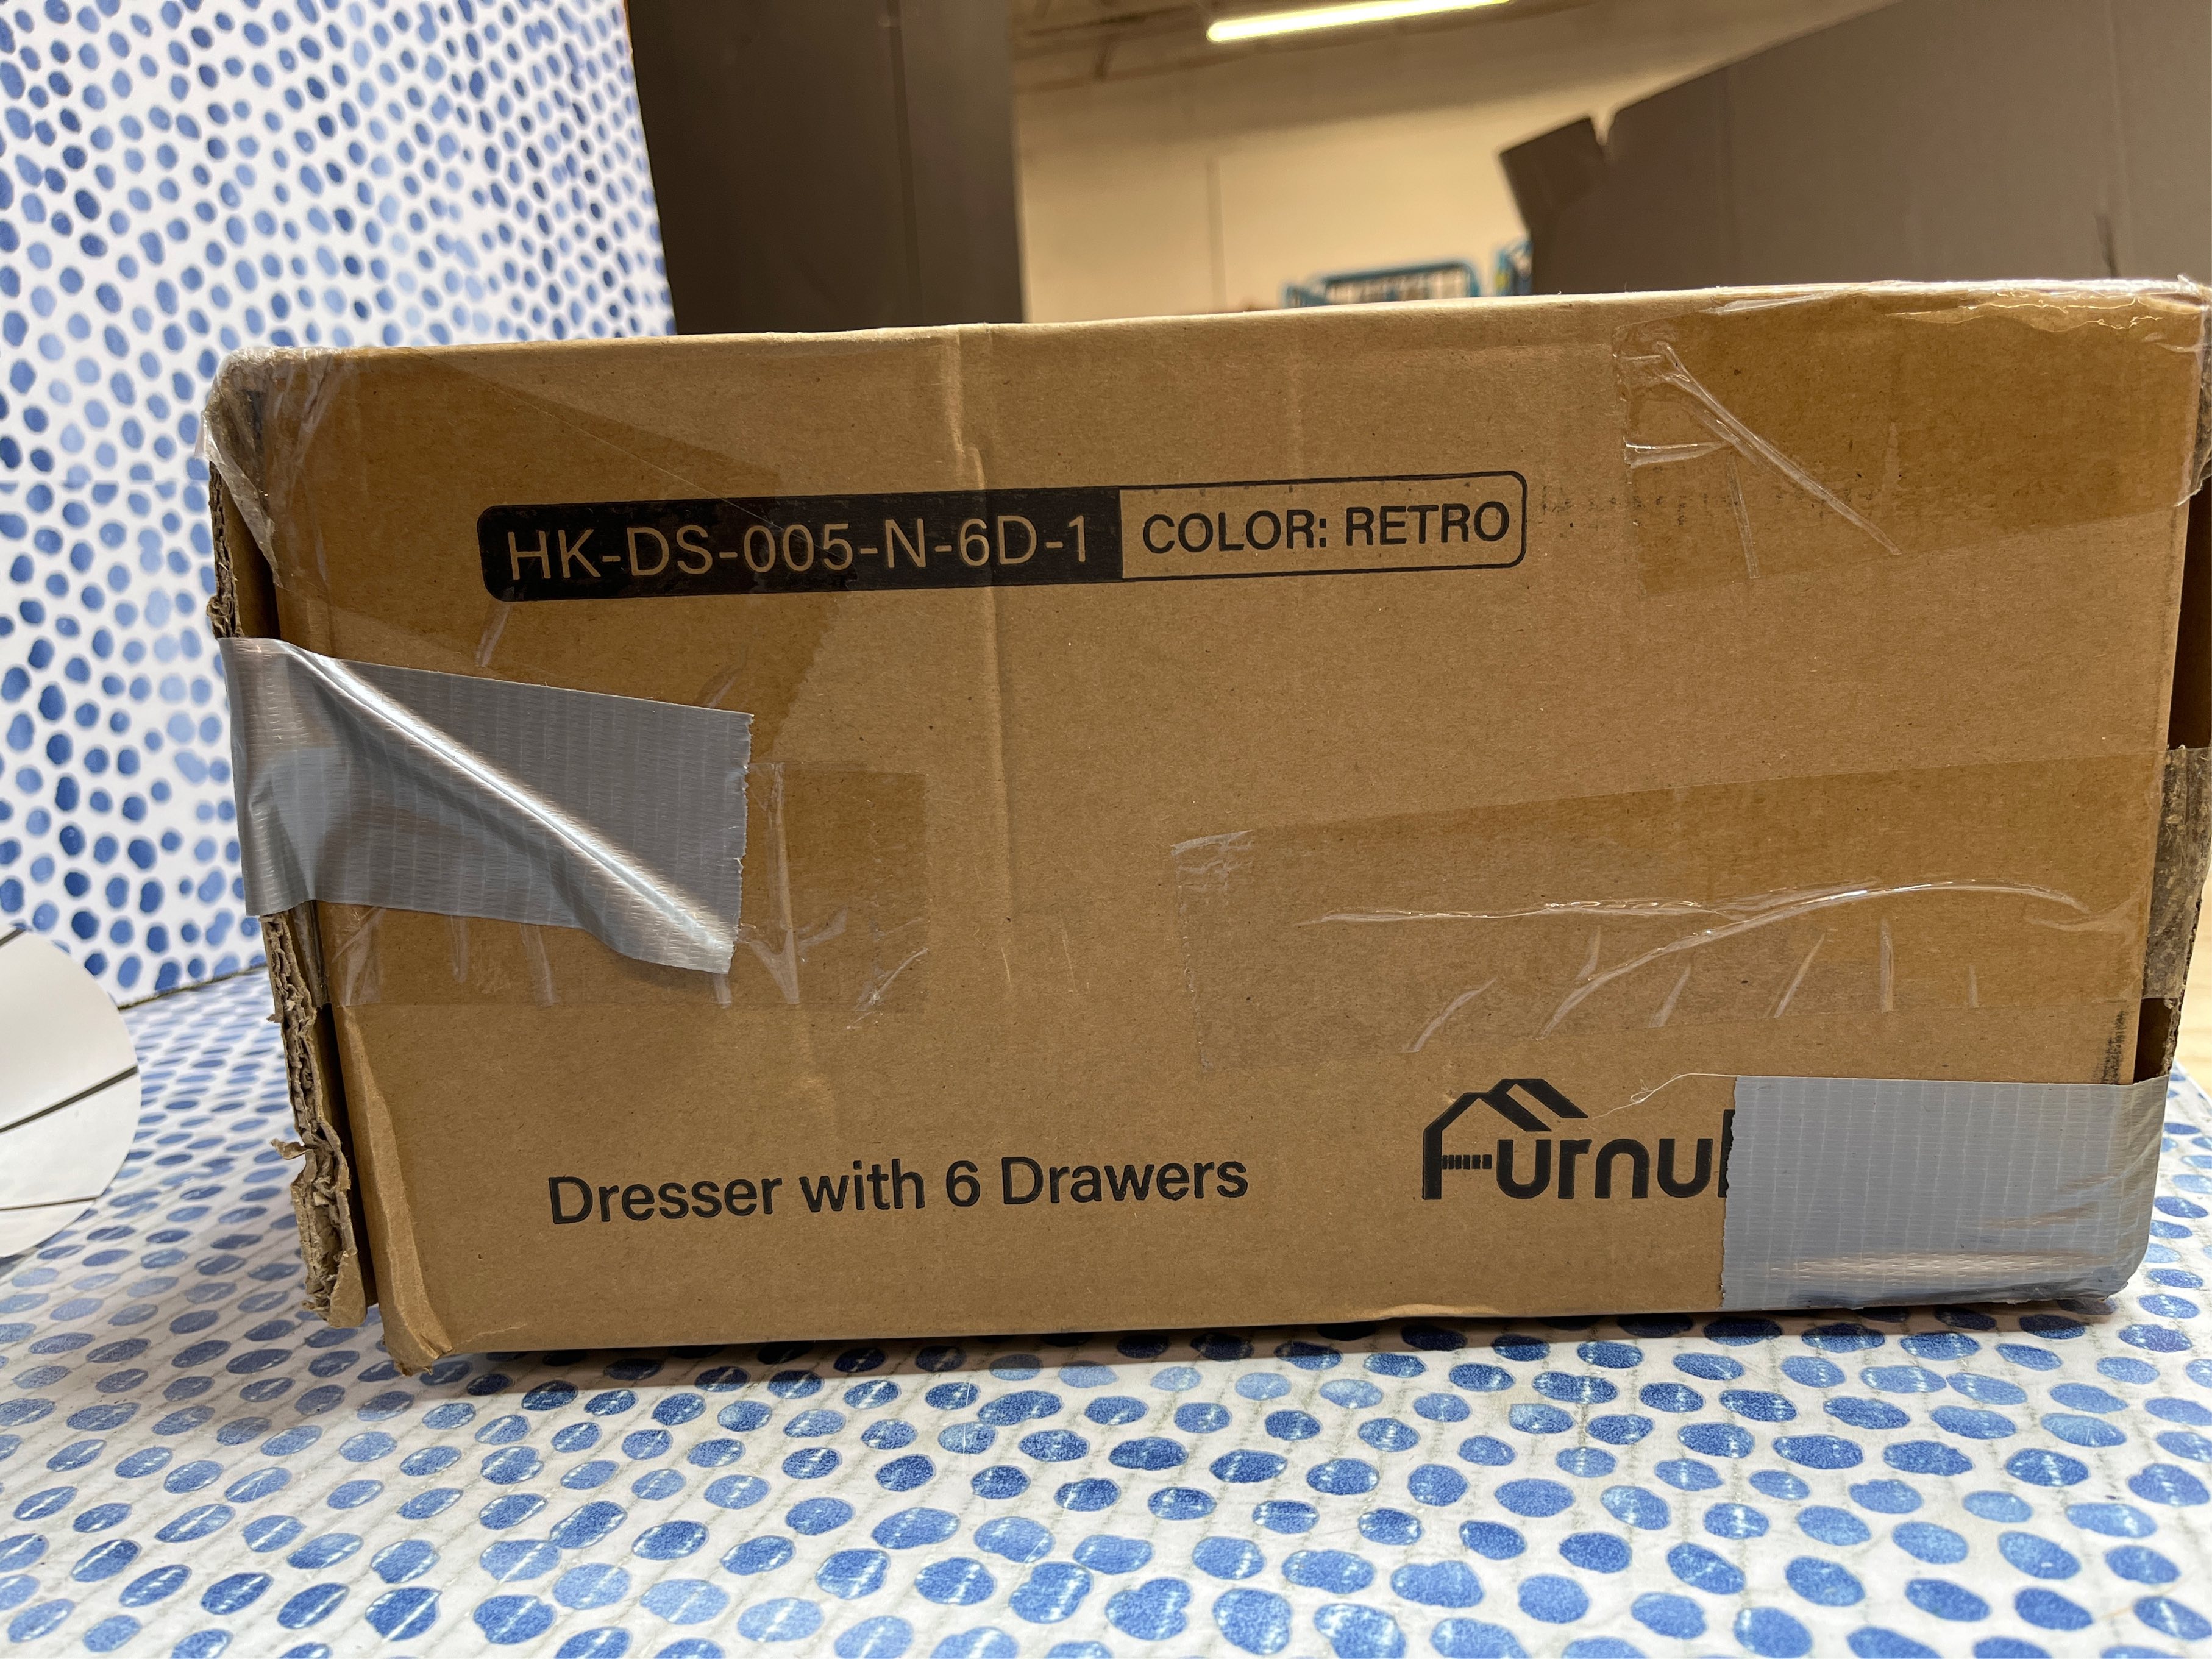 HK-DS-005-N-6D-1 COLOR: RETRO
Dresser with 6 Drawers